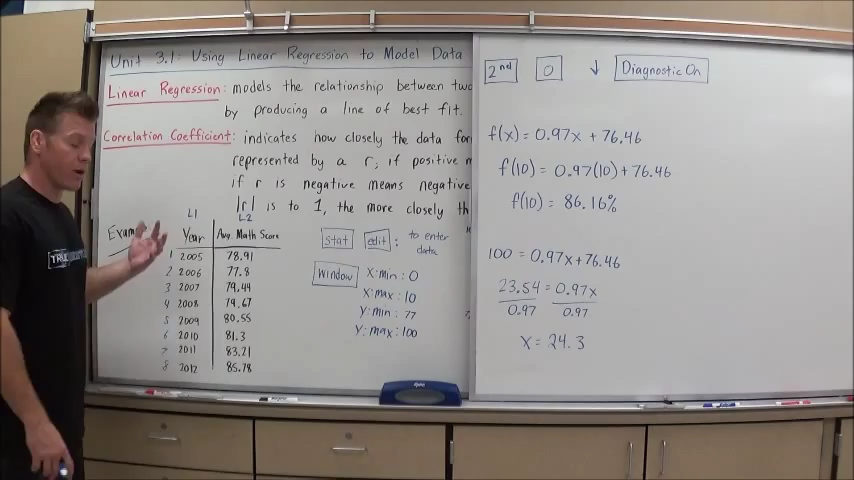 Unit 3.1: Using Linear Regression to Model Data
Linear Regression: models the relationship between two
by producing a line of best fit.
Correlation Coefficient: indicates how closely the data for
represented by a r; if positive
if r is negative means negative
|r| is to 1, the more closely th
L1 L2
Exam
Year Avg. Math Score
1 2005 78.91
2 2006 77.8
3 2007 79.44
4 2008 79.67
5 2009 80.55
6 2010 81.3
7 2011 83.21
8 2012 85.78
stat edit : to enter
data
Window X:min : 0
X:max : 10
Y:min : 77
Y:max : 100
2nd 0 ↓ Diagnostic On
f(x) = 0.97x + 76.46
f(10) = 0.97(10) + 76.46
f(10) = 86.16%
100 = 0.97x + 76.46
23.54 = 0.97x
0.97 0.97
x = 24.3